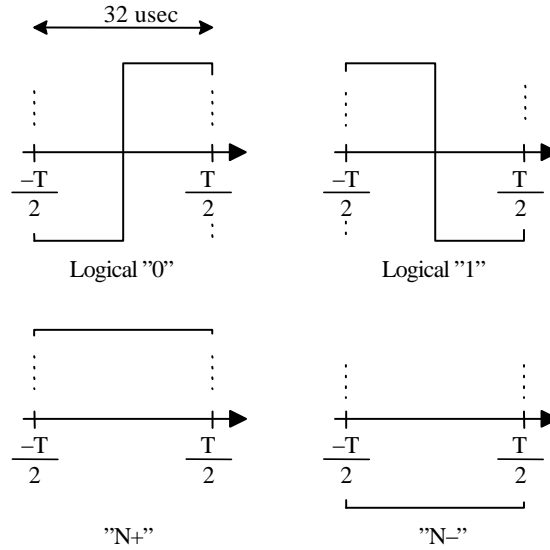 32 usec
–T T –T T
2 2 2 2
Logical ”0” Logical ”1”
–T T –T T
2 2 2 2
”N+” ”N–”